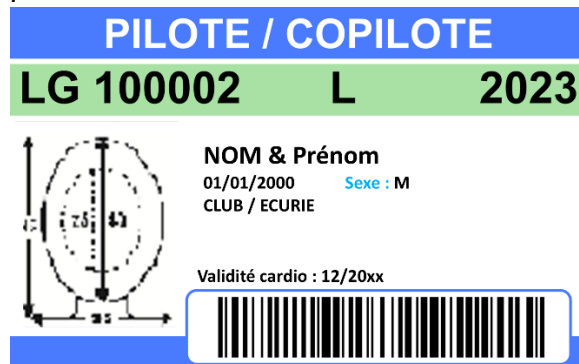 PILOTE / COPILOTE
LG 100002 L 2023
NOM & Prénom
01/01/2000 Sexe : M
CLUB / ECURIE
Validité cardio : 12/20xx